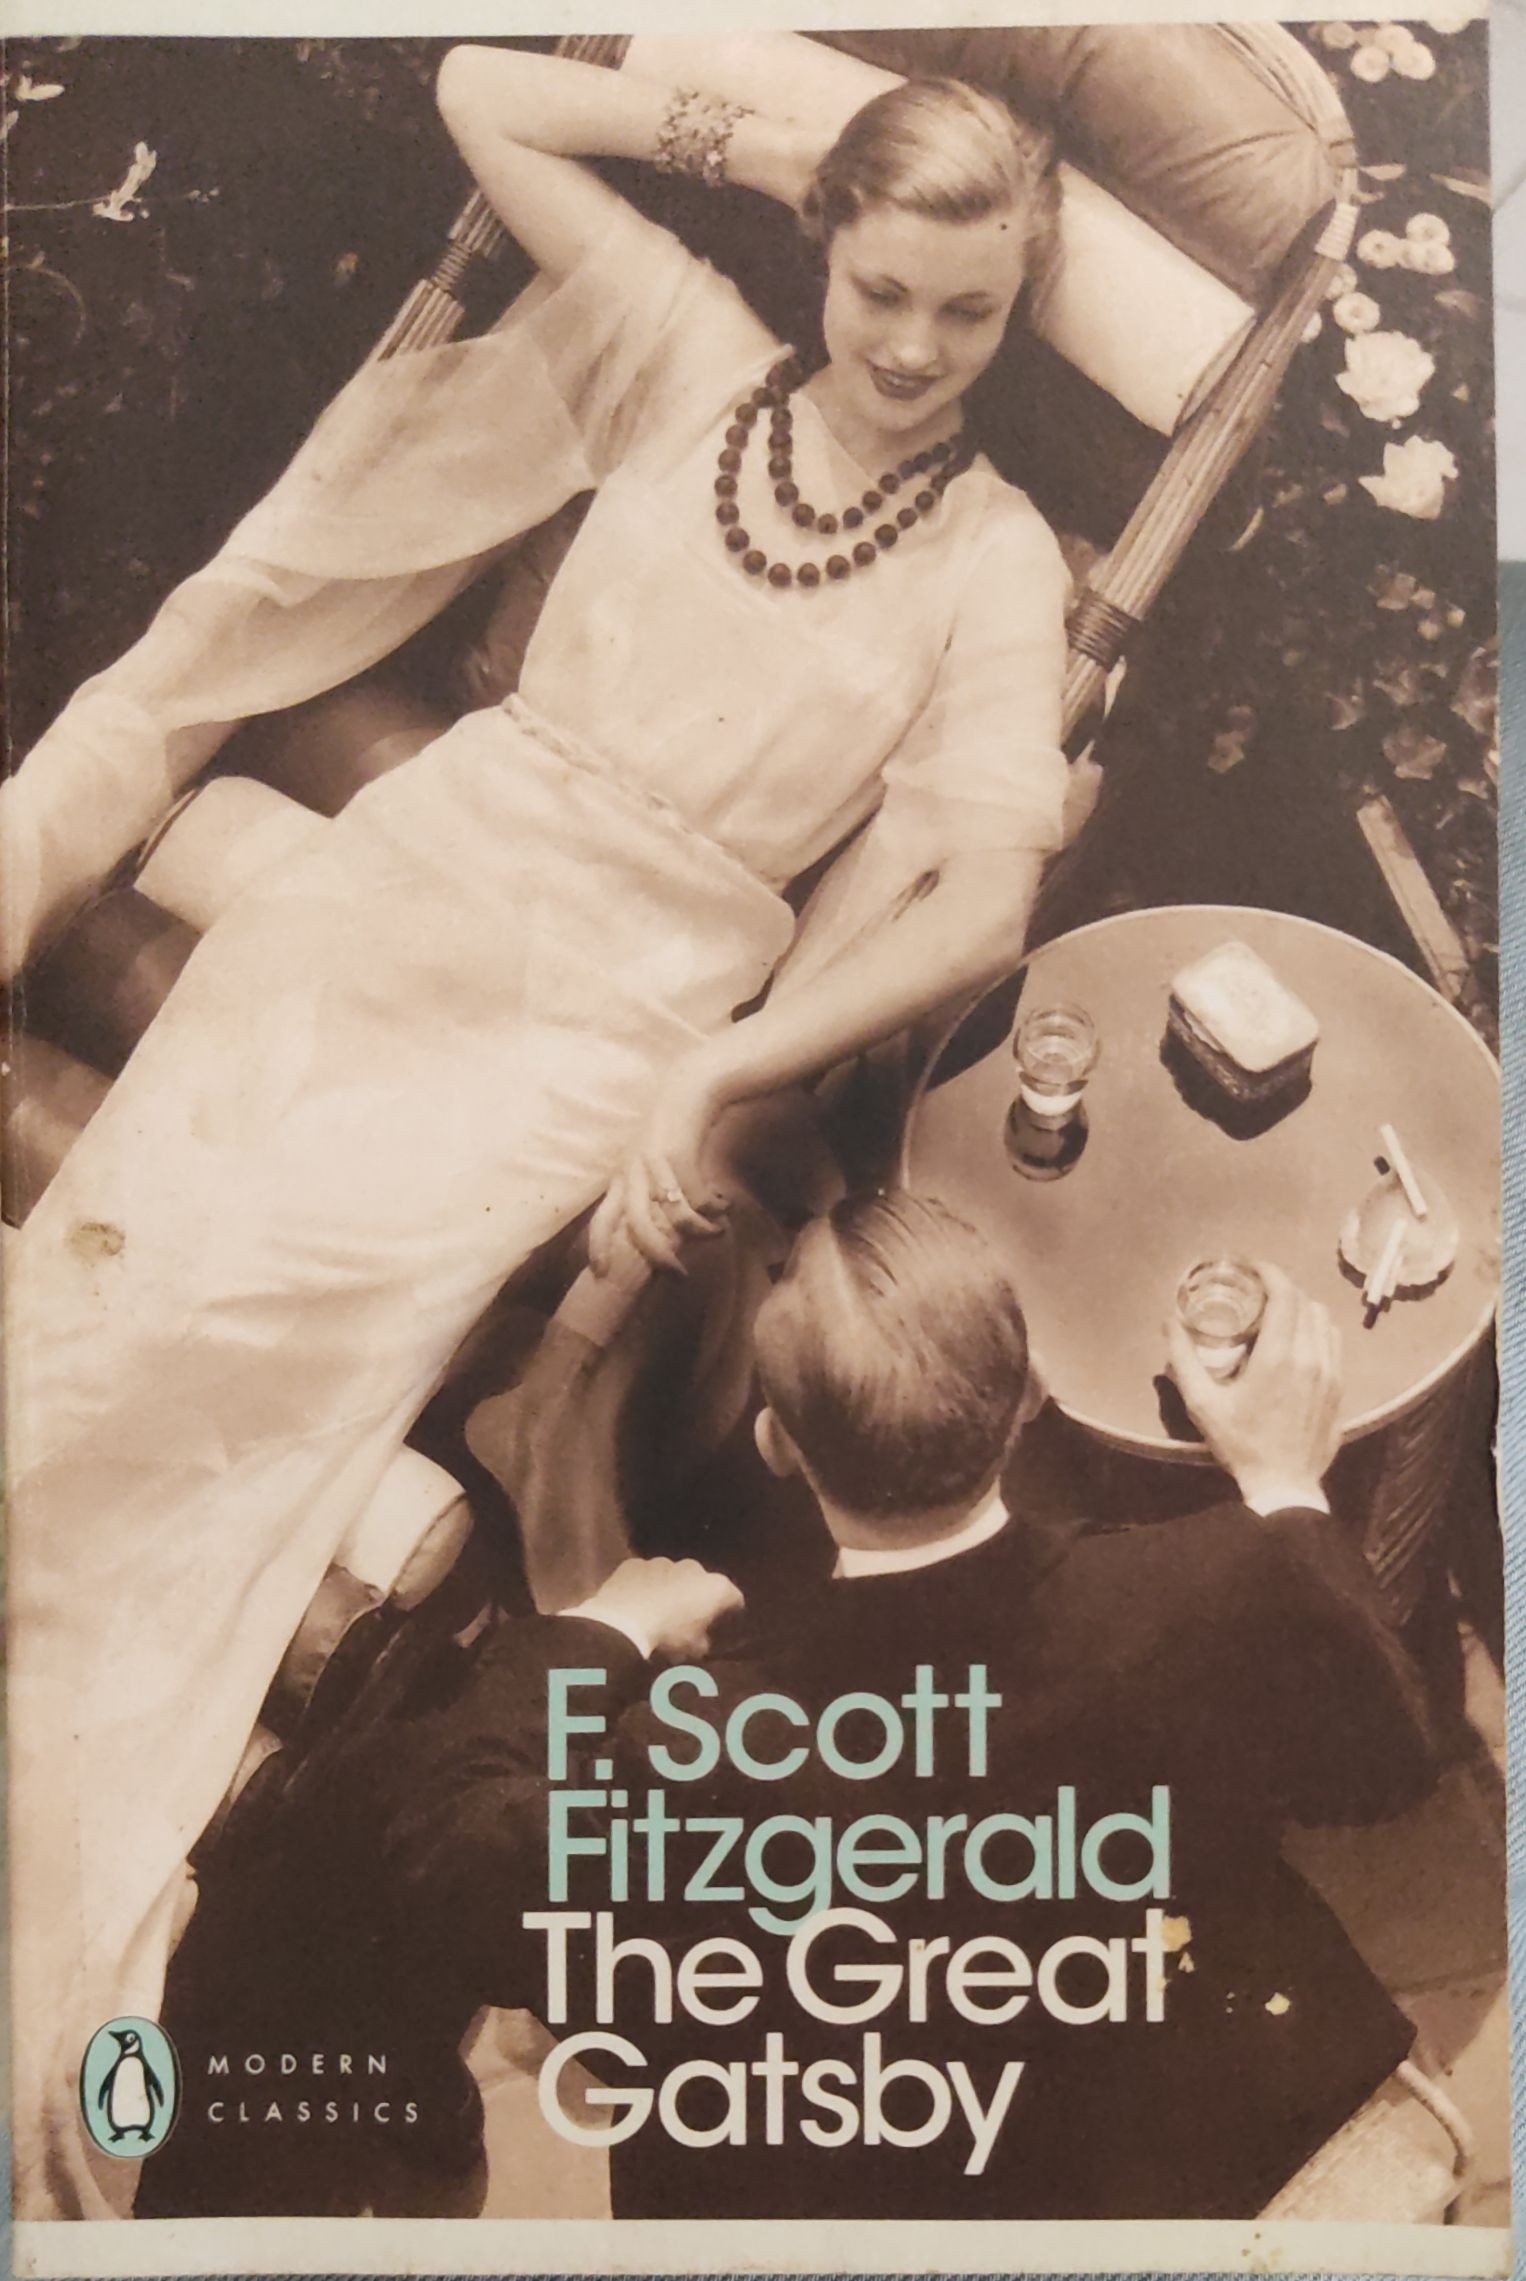 F. Scott
Fitzgerald
The Great
Gatsby
MODERN
CLASSICS